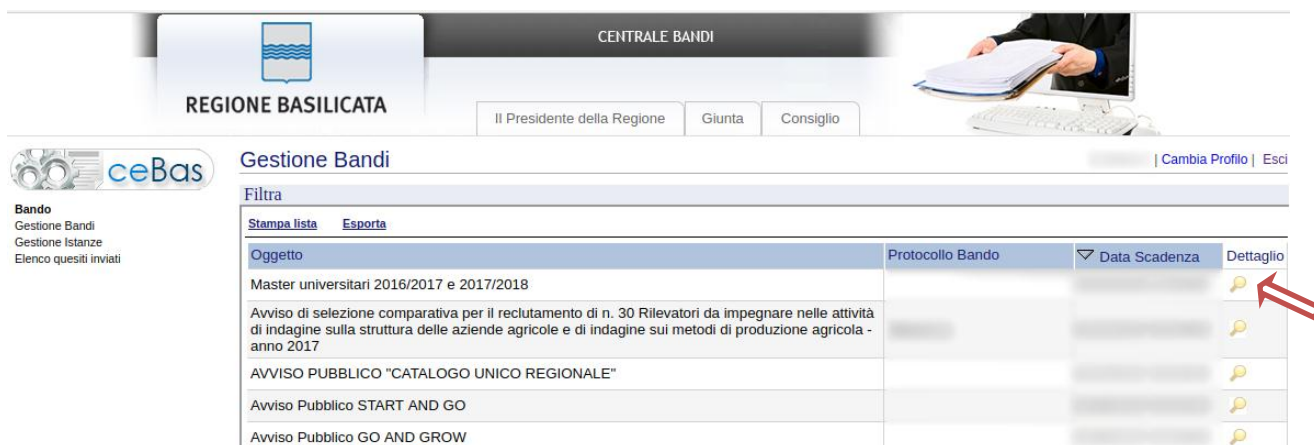 CENTRALE BANDI
REGIONE BASILICATA
Il Presidente della Regione
Giunta
Consiglio
ceBas
Gestione Bandi
| Cambia Profilo | Esci
Filtra
Bando
Gestione Bandi
Gestione Istanze
Elenco quesiti inviati
Stampa lista Esporta
Oggetto Protocollo Bando Data Scadenza Dettaglio
Master universitari 2016/2017 e 2017/2018
Avviso di selezione comparativa per il reclutamento di n. 30 Rilevatori da impegnare nelle attività
di indagine sulla struttura delle aziende agricole e di indagine sui metodi di produzione agricola -
anno 2017
AVVISO PUBBLICO "CATALOGO UNICO REGIONALE"
Avviso Pubblico START AND GO
Avviso Pubblico GO AND GROW